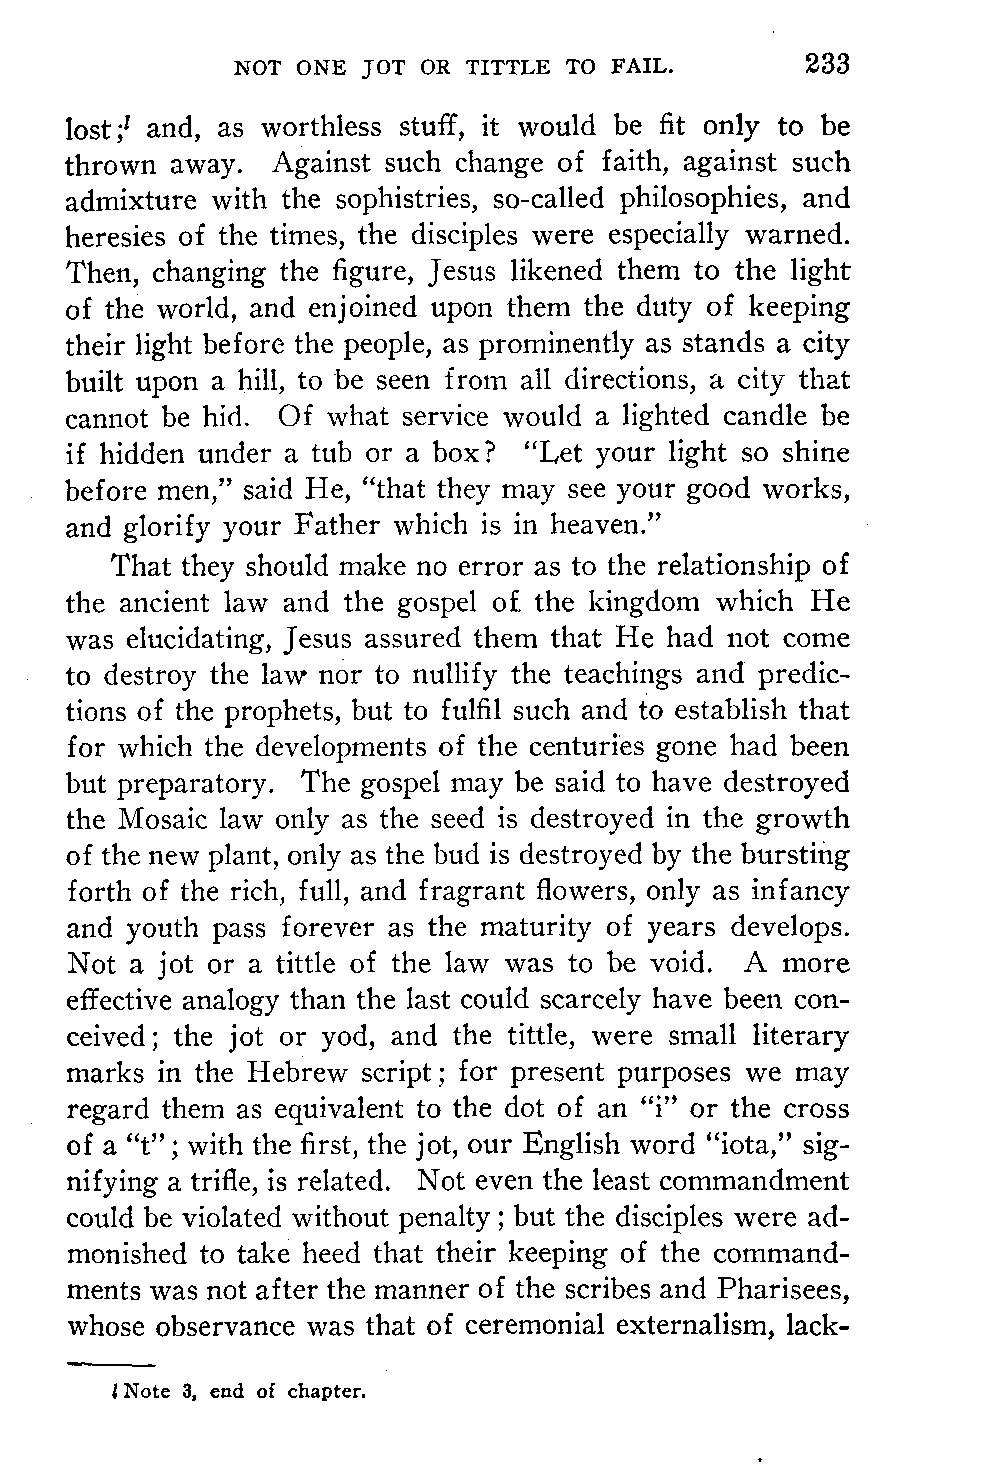 NOT ONE JOT OR TITTLE TO FAIL. 233
lost;l and, as worthless stuff, it would be fit only to be
thrown away. Against such change of faith, against such
admixture with the sophistries, so-called philosophies, and
heresies of the times, the disciples were especially warned.
Then, changing the figure, Jesus likened them to the light
of the world, and enjoined upon them the duty of keeping
their light before the people, as prominently as stands a city
built upon a hill, to be seen from all directions, a city that
cannot be hid. Of what service would a lighted candle be
if hidden under a tub or a box? "Let your light so shine
before men," said He, "that they may see your good works,
and glorify your Father which is in heaven."
That they should make no error as to the relationship of
the ancient law and the gospel of the kingdom which He
was elucidating, Jesus assured them that He had not come
to destroy the law nor to nullify the teachings and predic-
tions of the prophets, but to fulfil such and to establish that
for which the developments of the centuries gone had been
but preparatory. The gospel may be said to have destroyed
the Mosaic law only as the seed is destroyed in the growth
of the new plant, only as the bud is destroyed by the bursting
forth of the rich, full, and fragrant flowers, only as infancy
and youth pass forever as the maturity of years develops.
Not a jot or a tittle of the law was to be void. A more
effective analogy than the last could scarcely have been con-
ceived; the jot or yod, and the tittle, were small literary
marks in the Hebrew script; for present purposes we may
regard them as equivalent to the dot of an "i" or the cross
of a "t"; with the first, the jot, our English word "iota," sig-
nifying a trifle, is related. Not even the least commandment
could be violated without penalty; but the disciples were ad-
monished to take heed that their keeping of the command-
ments was not after the manner of the scribes and Pharisees,
whose observance was that of ceremonial externalism, lack-
l Note 3, end of chapter.